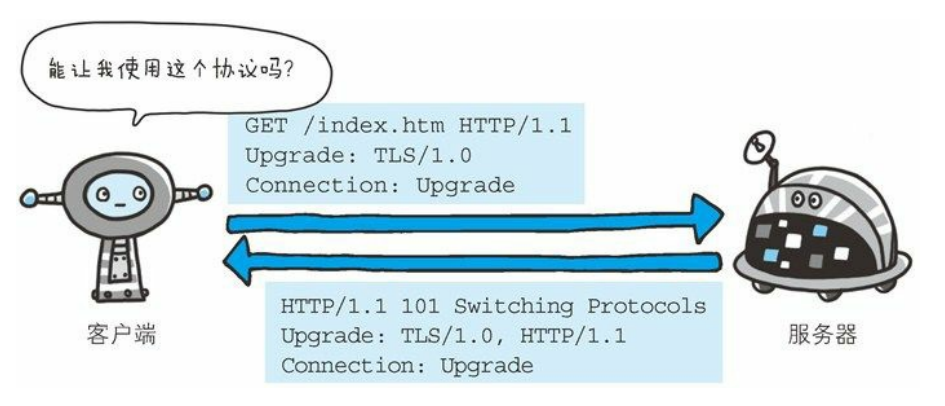 能让我使用这个协议吗?
GET /index.htm HTTP/1.1
Upgrade: TLS/1.0
Connection: Upgrade
HTTP/1.1 101 Switching Protocols
Upgrade: TLS/1.0, HTTP/1.1
Connection: Upgrade
客户端
服务器